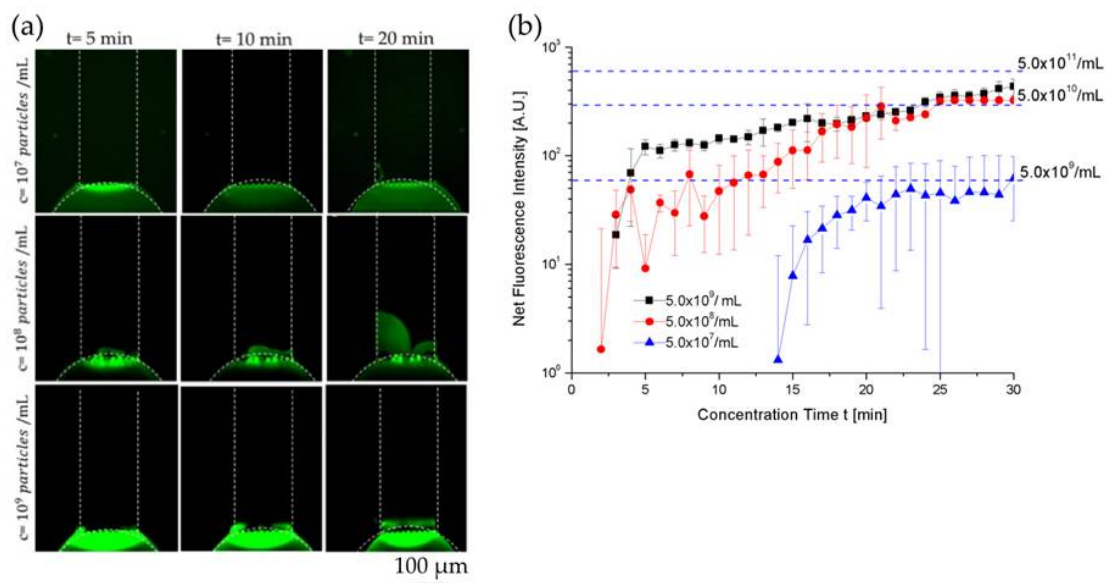 (a)
t= 5 min t= 10 min t= 20 min
c= 10⁷ particles /mL
c= 10⁸ particles /mL
c= 10⁹ particles /mL
100 µm
(b)
10³
10²
10¹
10⁰
Net Fluorescence Intensity [A.U.]
5.0x10¹¹/mL
5.0x10¹⁰/mL
5.0x10⁹/mL
5.0x10⁹/ mL
5.0x10⁸/mL
5.0x10⁷/mL
0 5 10 15 20 25 30
Concentration Time t [min]